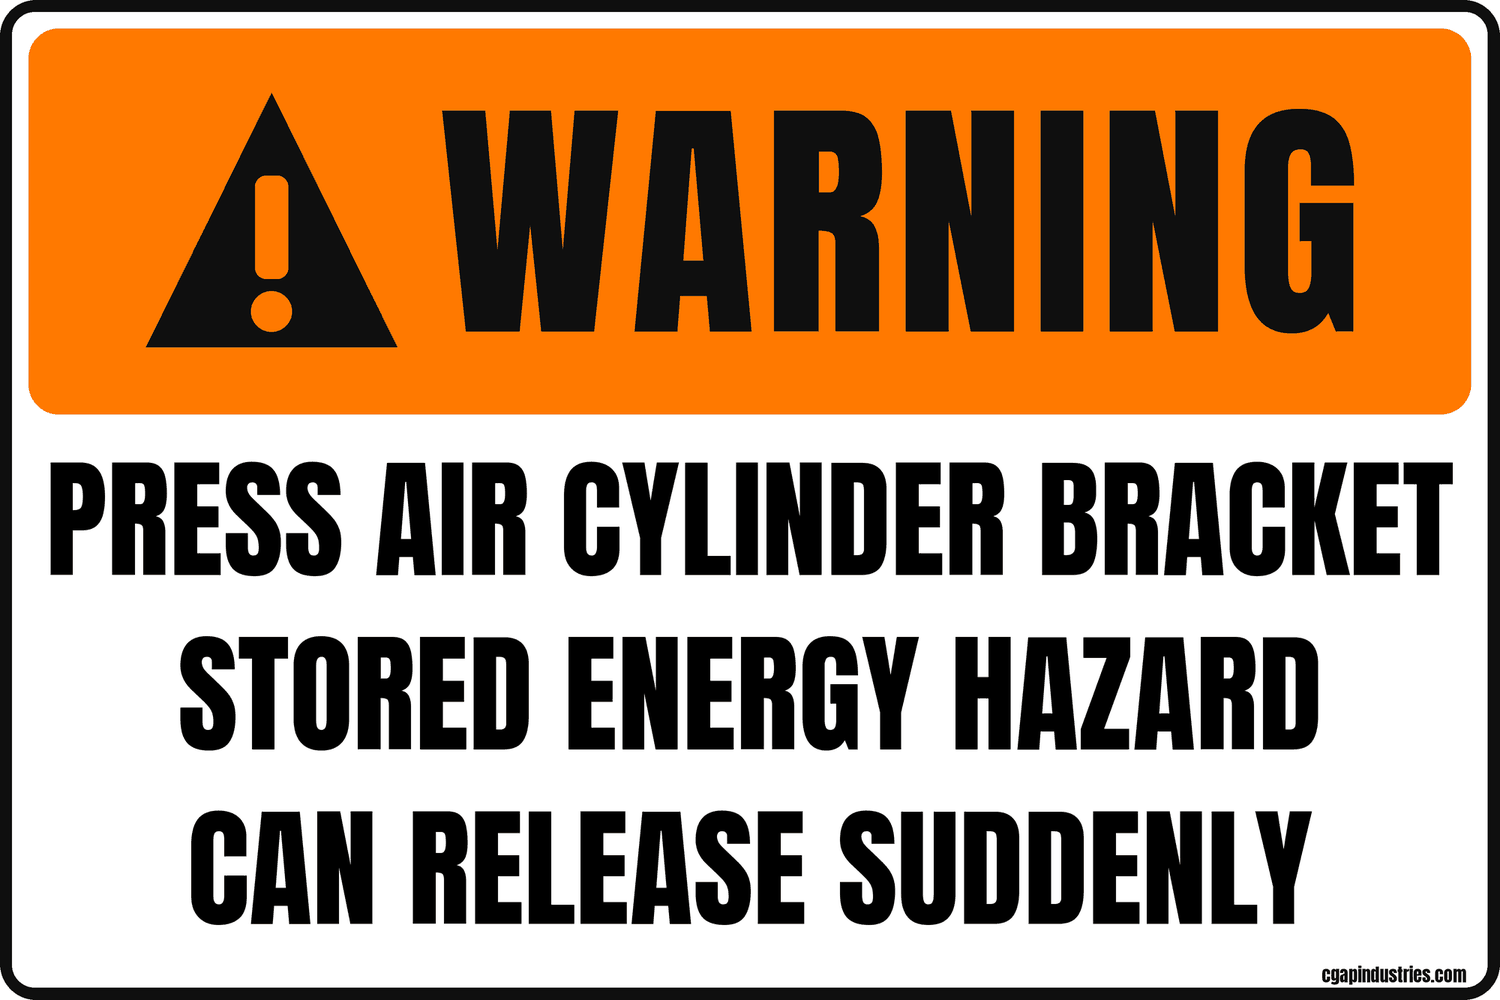 WARNING
PRESS AIR CYLINDER BRACKET
STORED ENERGY HAZARD
CAN RELEASE SUDDENLY
cgapindustries.com